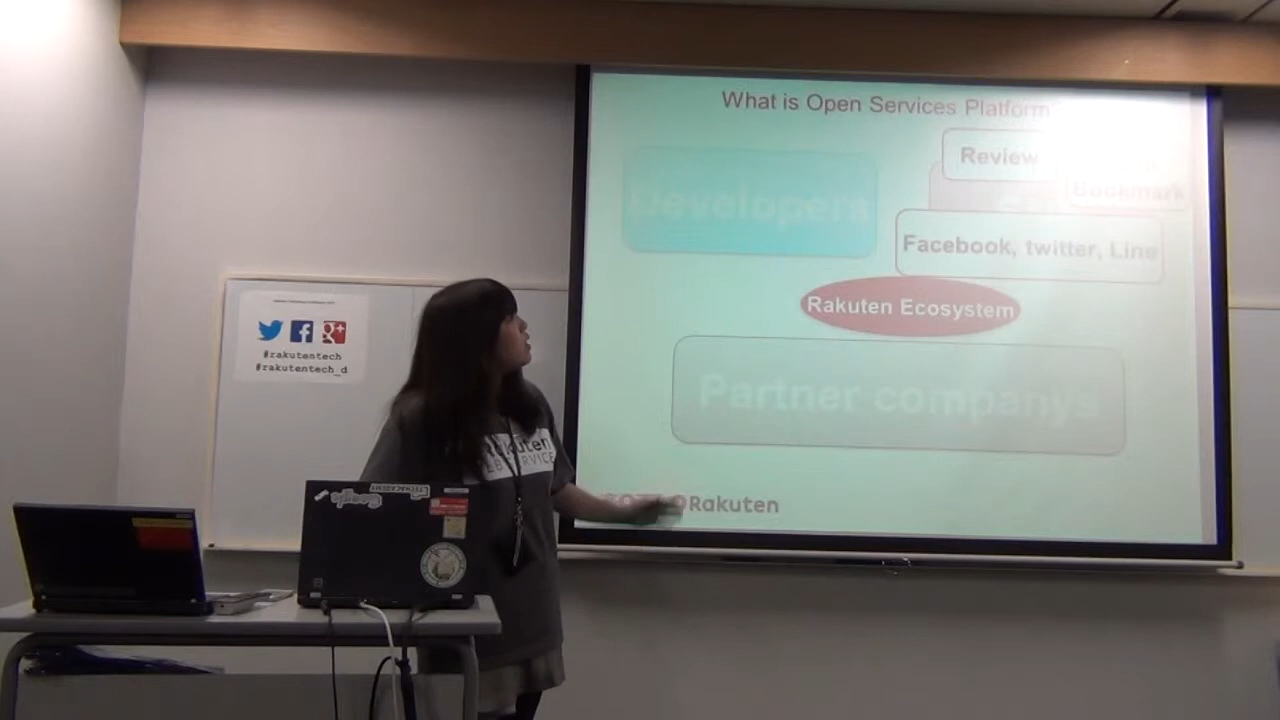 What is Open Services Platform
Developers
Review
Bookmark
Facebook, twitter, Line
Rakuten Ecosystem
Partner companys
Rakuten
#rakutentech
#rakutentech_d
Rakuten